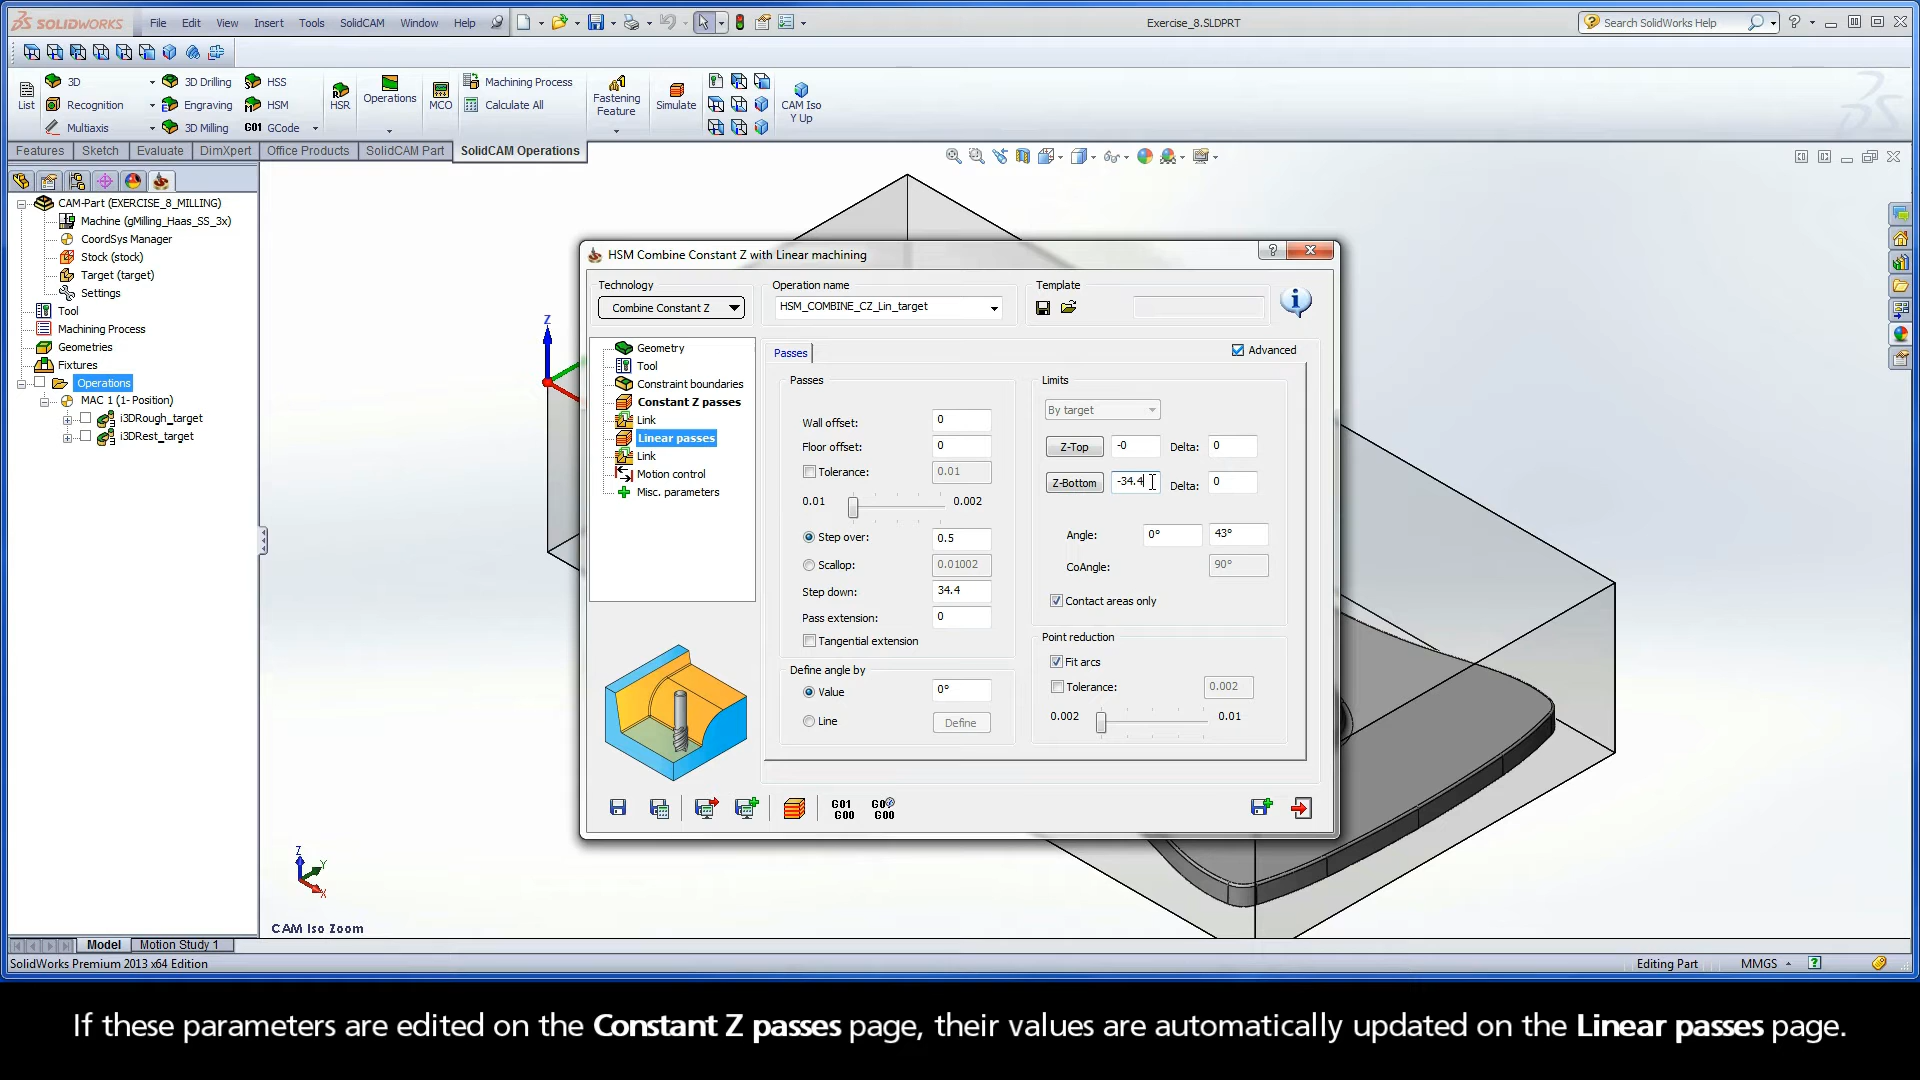 SOLIDWORKS File Edit View Insert Tools SolidCAM Window Help Exercise_8.SLDPRT Search SolidWorks Help
List 3D 3D Drilling HSS HSR Operations MCO Machining Process Fastening Feature Simulate CAM Iso Y Up
Recognition Engraving HSM Calculate All
Multiaxis 3D Milling G01 GCode
Features Sketch Evaluate DimXpert Office Products SolidCAM Part SolidCAM Operations
CAM-Part (EXERCISE_8_MILLING)
Machine (gMilling_Haas_SS_3x)
CoordSys Manager
Stock (stock)
Target (target)
Settings
Tool
Machining Process
Geometries
Fixtures
Operations
MAC 1 (1- Position)
i3DRough_target
i3DRest_target
Z
HSM Combine Constant Z with Linear machining
Technology Operation name Template
Combine Constant Z HSM_COMBINE_CZ_Lin_target
Geometry
Tool
Constraint boundaries
Constant Z passes
Link
Linear passes
Link
Motion control
Misc. parameters
Passes Advanced
Passes
Wall offset: 0
Floor offset: 0
Tolerance: 0.01
0.01 0.002
Step over: 0.5
Scallop: 0.01002
Step down: 34.4
Pass extension: 0
Tangential extension
Define angle by
Value 0°
Line Define
Limits
By target
Z-Top -0 Delta: 0
Z-Bottom -34.4 Delta: 0
Angle: 0° 43°
CoAngle: 90°
Contact areas only
Point reduction
Fit arcs
Tolerance: 0.002
0.002 0.01
G01 G00
Z Y X
CAM Iso Zoom
Model Motion Study 1
SolidWorks Premium 2013 x64 Edition Editing Part MMGS
If these parameters are edited on the Constant Z passes page, their values are automatically updated on the Linear passes page.